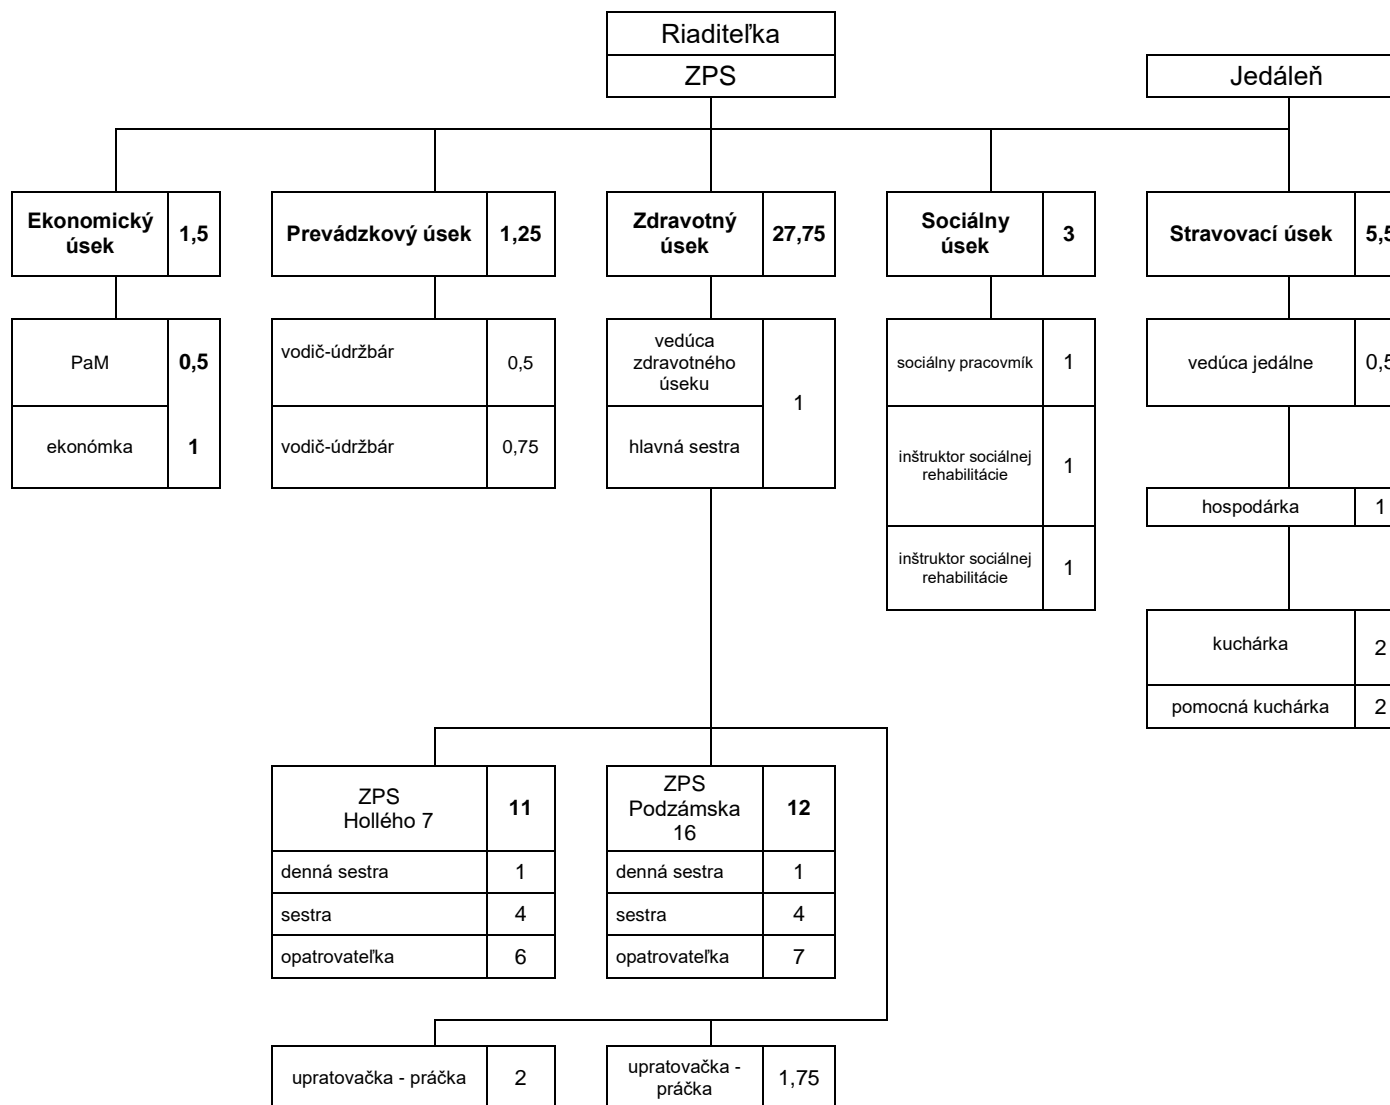 Riaditeľka
ZPS
Jedáleň
Ekonomický
úsek
1,5
Prevádzkový úsek
1,25
Zdravotný
úsek
27,75
Sociálny
úsek
3
Stravovací úsek
5,5
PaM
0,5
ekonómka
1
vodič-údržbár
0,5
vodič-údržbár
0,75
vedúca
zdravotného
úseku
hlavná sestra
1
sociálny pracovmík
1
inštruktor sociálnej
rehabilitácie
1
inštruktor sociálnej
rehabilitácie
1
vedúca jedálne
0,5
hospodárka
1
kuchárka
2
pomocná kuchárka
2
ZPS
Hollého 7
11
denná sestra
1
sestra
4
opatrovateľka
6
ZPS
Podzámska
16
12
denná sestra
1
sestra
4
opatrovateľka
7
upratovačka - práčka
2
upratovačka -
práčka
1,75